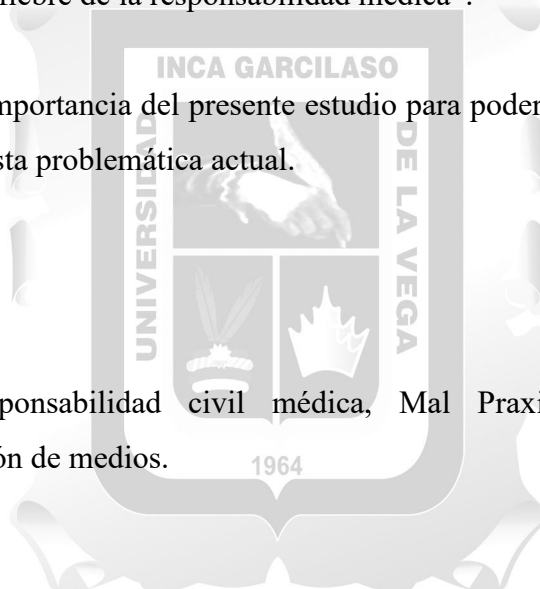 de la responsabilidad médica".
INCA GARCILASO
importancia del presente estudio para poder
sta problemática actual.
UNIVERSIDAD
DE LA VEGA
ponsabilidad civil médica, Mal Praxi
ón de medios.
1964